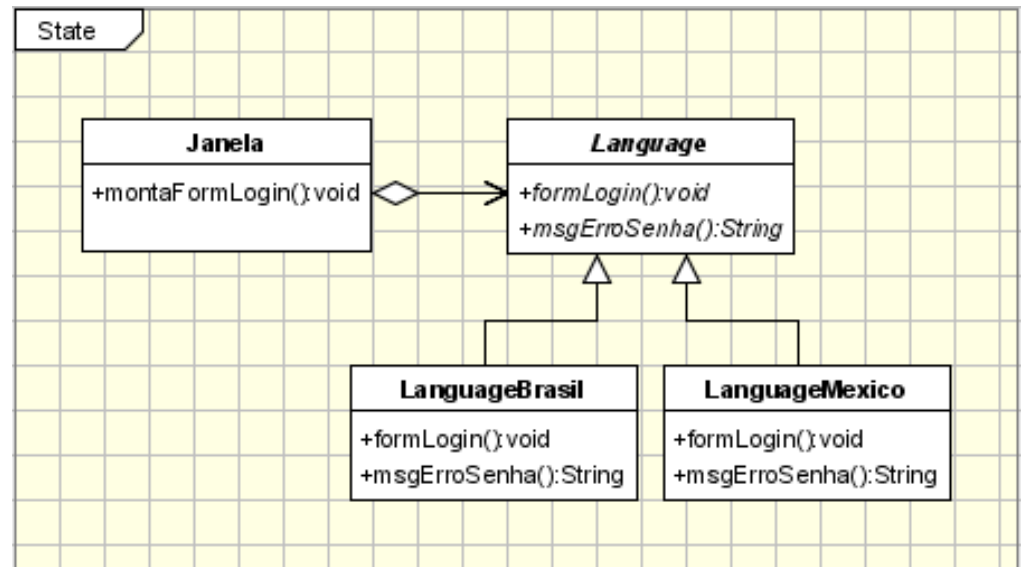 State
Janela
+montaFormLogin():void
Language
+formLogin():void
+msgErroSenha():String
LanguageBrasil
+formLogin():void
+msgErroSenha():String
LanguageMexico
+formLogin():void
+msgErroSenha():String